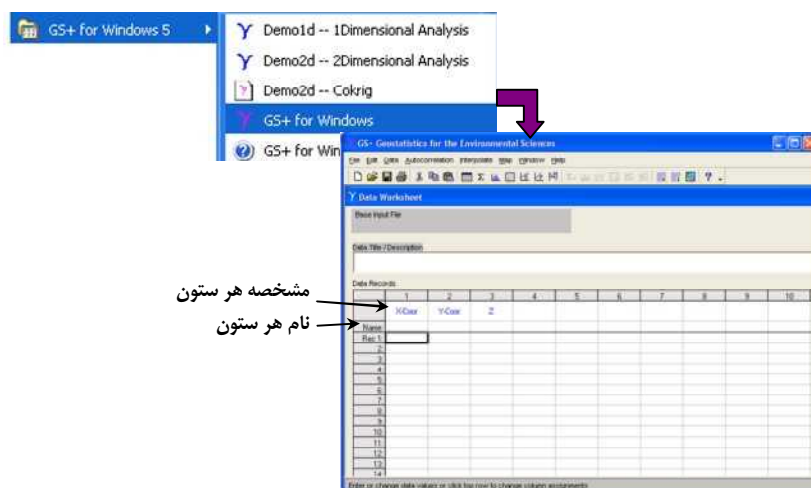 GS+ for Windows 5
Demo1d -- 1Dimensional Analysis
Demo2d -- 2Dimensional Analysis
Demo2d -- Cokrig
GS+ for Windows
GS+ for Win
GS+ Geostatistics for the Environmental Sciences
File Edit Data Autocorrelation Interpolate Map Window Help
Data Worksheet
Base Input File
Data Title / Description
Data Records
1 2 3 4 5 6 7 8 9 10
مشخصه هر ستون
X-Coor Y-Coor Z
نام هر ستون
Name
Rec 1
2
3
4
5
6
7
8
9
10
11
12
13
14
Enter or change data values or click top row to change column assignments